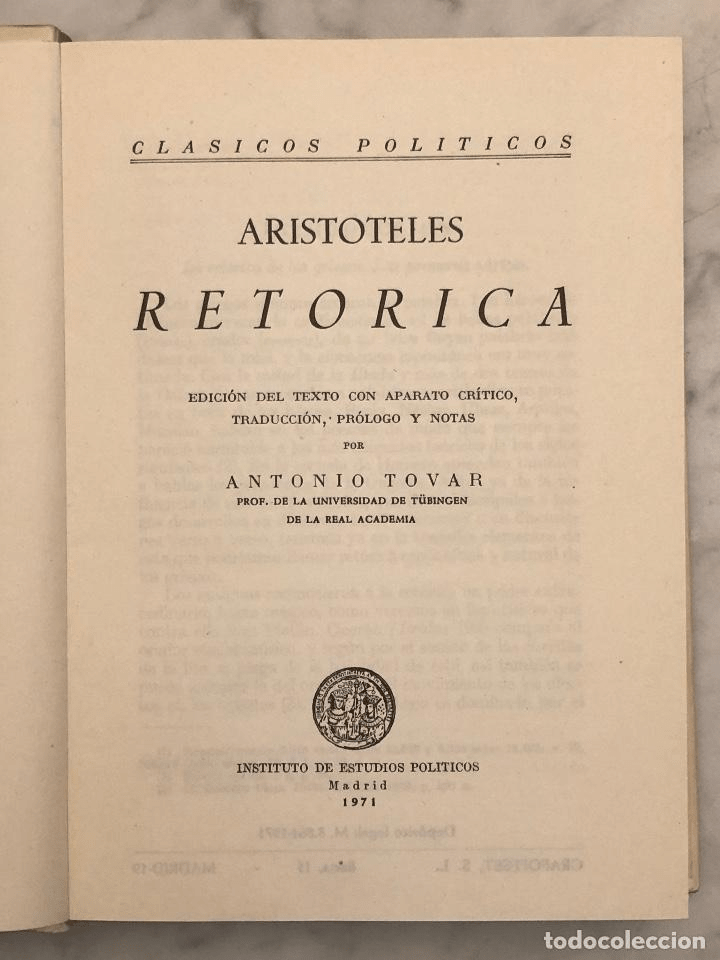 CLASICOS POLITICOS
ARISTOTELES
RETORICA
EDICIÓN DEL TEXTO CON APARATO CRÍTICO,
TRADUCCIÓN, PRÓLOGO Y NOTAS
POR
ANTONIO TOVAR
PROF. DE LA UNIVERSIDAD DE TÜBINGEN
DE LA REAL ACADEMIA
INSTITUTO DE ESTUDIOS POLITICOS
Madrid
1971
todocoleccion